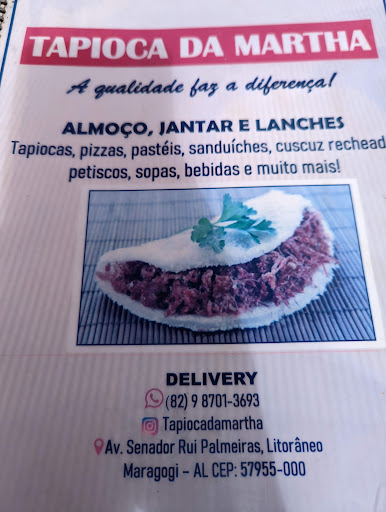 TAPIOCA DA MARTHA
A qualidade faz a diferença!
ALMOÇO, JANTAR E LANCHES
Tapiocas, pizzas, pastéis, sanduíches, cuscuz rechead
petiscos, sopas, bebidas e muito mais!
DELIVERY
(82) 9 8701-3693
Tapiocadamartha
Av. Senador Rui Palmeiras, Litorâneo
Maragogi – AL CEP: 57955-000